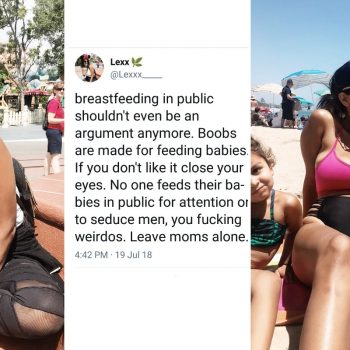 Lexx🌿
@Lexxx_____
breastfeeding in public
shouldn't even be an
argument anymore. Boobs
are made for feeding babies.
If you don't like it close your
eyes. No one feeds their ba-
bies in public for attention or
to seduce men, you fucking
weirdos. Leave moms alone.
4:42 PM · 19 Jul 18